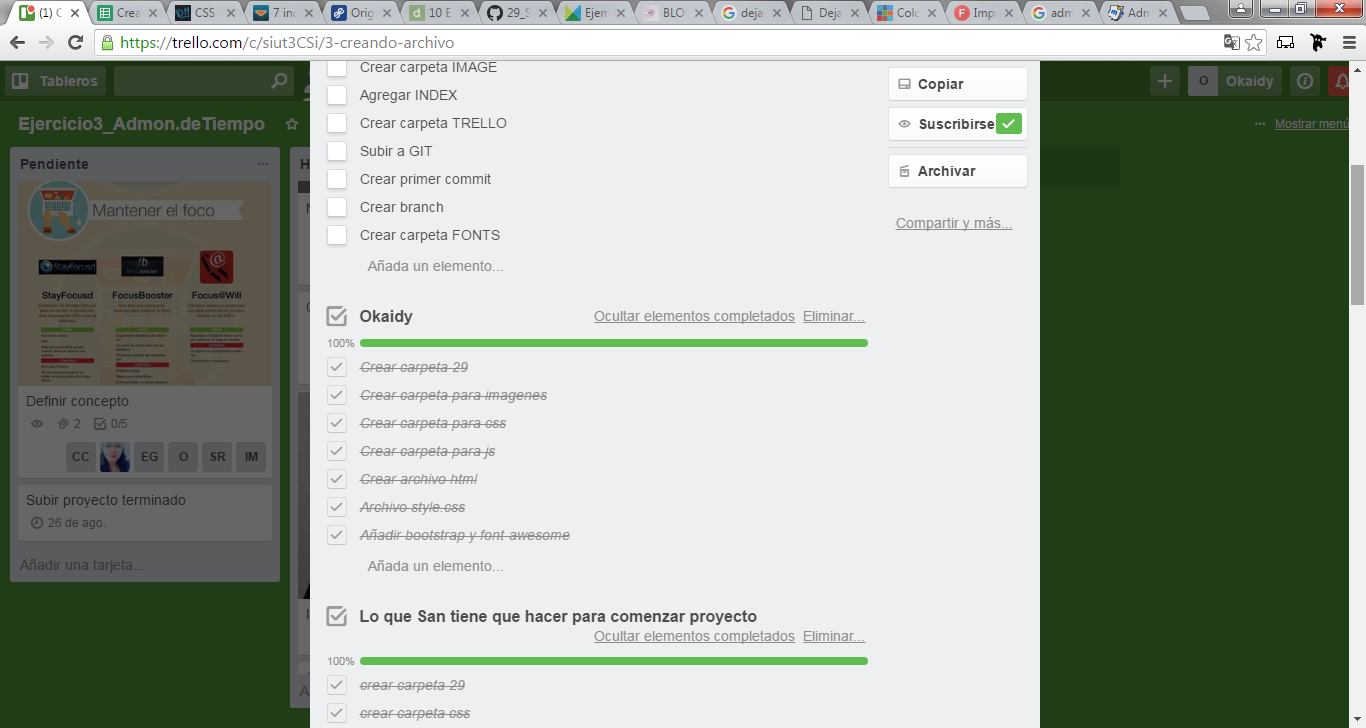 (1) C
Crea
CSS
7 ind
Orig
10 E
29_S
Ejem
BLO
deja
Deja
Colo
Imp
adm
Adm
https://trello.com/c/siut3CSi/3-creando-archivo
Tableros
O Okaidy
Ejercicio3_Admon.deTiempo
Mostrar menú
Pendiente
Mantener el foco
StayFocusd
FocusBooster
Focus@Will
Definir concepto
2 0/5
CC EG O SR IM
Subir proyecto terminado
26 de ago.
Añadir una tarjeta...
Crear carpeta IMAGE
Agregar INDEX
Crear carpeta TRELLO
Subir a GIT
Crear primer commit
Crear branch
Crear carpeta FONTS
Añada un elemento...
Okaidy Ocultar elementos completados Eliminar...
100%
Crear carpeta 29
Crear carpeta para imagenes
Crear carpeta para css
Crear carpeta para js
Crear archivo html
Archivo style.css
Añadir bootstrap y font awesome
Añada un elemento...
Lo que San tiene que hacer para comenzar proyecto
Ocultar elementos completados Eliminar...
100%
crear carpeta 29
crear carpeta css
Copiar
Suscribirse
Archivar
Compartir y más...